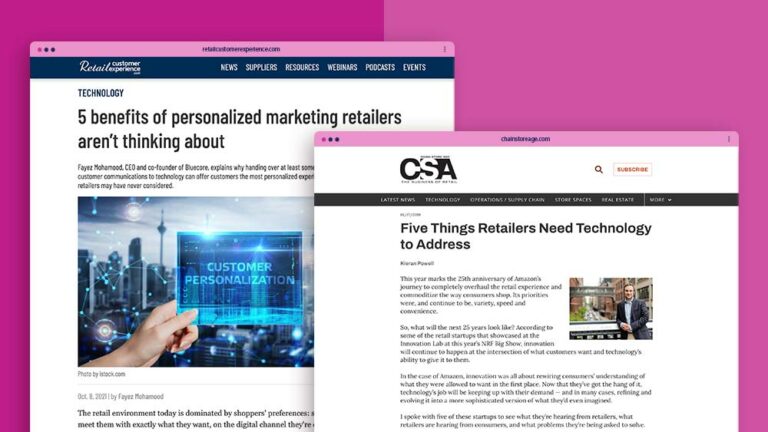 retailcustomerexperience.com
Retail customer experience
.com
NEWS SUPPLIERS RESOURCES WEBINARS PODCASTS EVENTS
TECHNOLOGY
5 benefits of personalized marketing retailers
aren't thinking about
Fayez Mohamood, CEO and co-founder of Bluecore, explains why handing over at least some
customer communications to technology can offer customers the most personalized
retailers may have never considered.
CUSTOMER
PERSONALIZATION
Photo by istock.com
Oct. 8, 2021 | by Fayez Mohamood
The retail environment today is dominated by shoppers' preferences:
meet them with exactly what they want, on the digital channel they're
chainstoreage.com
CHAIN STORE AGE
CSA
THE BUSINESS OF RETAIL
SUBSCRIBE
LATEST NEWS TECHNOLOGY OPERATIONS / SUPPLY CHAIN STORE SPACES REAL ESTATE MORE
Five Things Retailers Need Technology
to Address
Kieran Powell
This year marks the 25th anniversary of Amazon's
journey to completely overhaul the retail experience and
commoditize the way consumers shop. Its priorities
were, and continue to be, variety, speed and
convenience.
So, what will the next 25 years look like? According to
some of the retail startups that showcased at the
Innovation Lab at this year's NRF Big Show, innovation
will continue to happen at the intersection of what customers want and technology's
ability to give it to them.
In the case of Amazon, innovation was all about rewiring consumers' understanding of
what they were allowed to want in the first place. Now that they've got the hang of it,
technology's job will be keeping up with their demand — and in many cases, refining and
evolving it into a more sophisticated version of what they'd even imagined.
I spoke with five of these startups to see what they're hearing from retailers, what
retailers are hearing from consumers, and what problems they're being asked to solve.